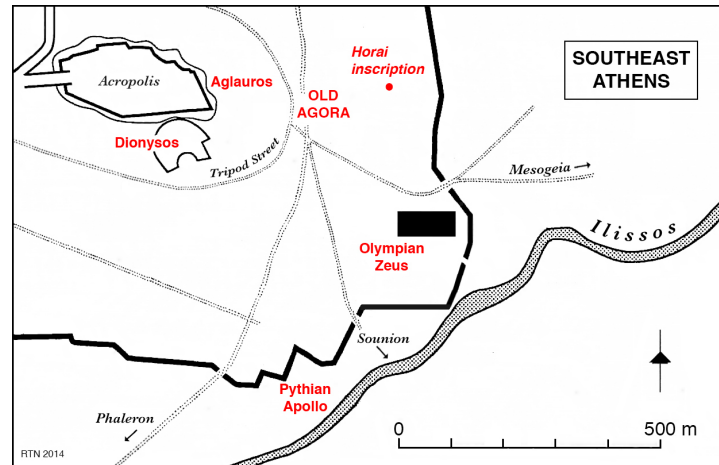 Horai
inscription
SOUTHEAST
ATHENS
Acropolis
Aglauros
OLD
AGORA
Dionysos
Tripod Street
Mesogeia →
Ilissos
Olympian
Zeus
Sounion
Pythian
Apollo
Phaleron
0
500 m
RTN 2014